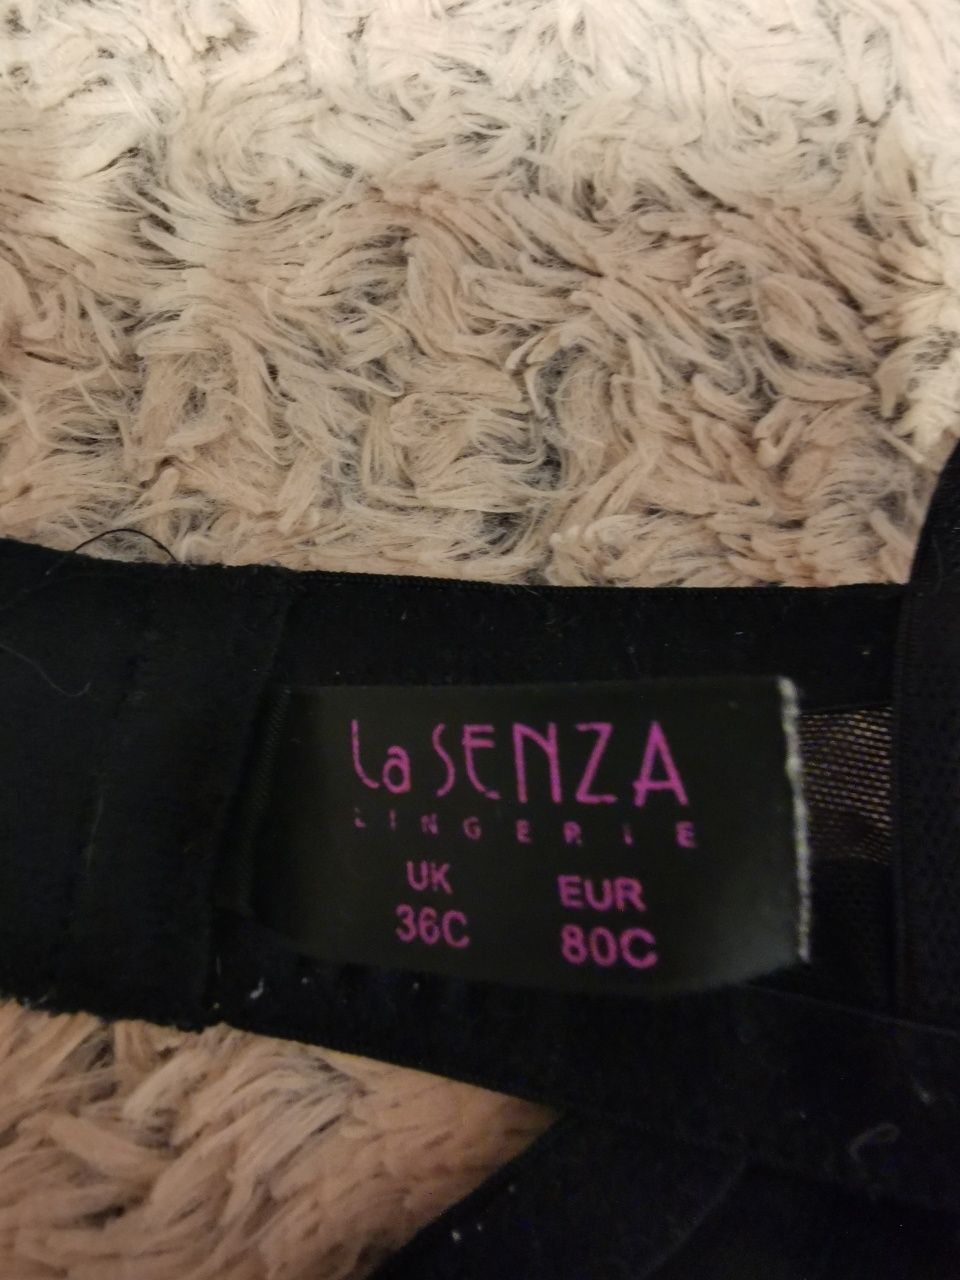 La SENZA
LINGERIE
UK EUR
36C 80C